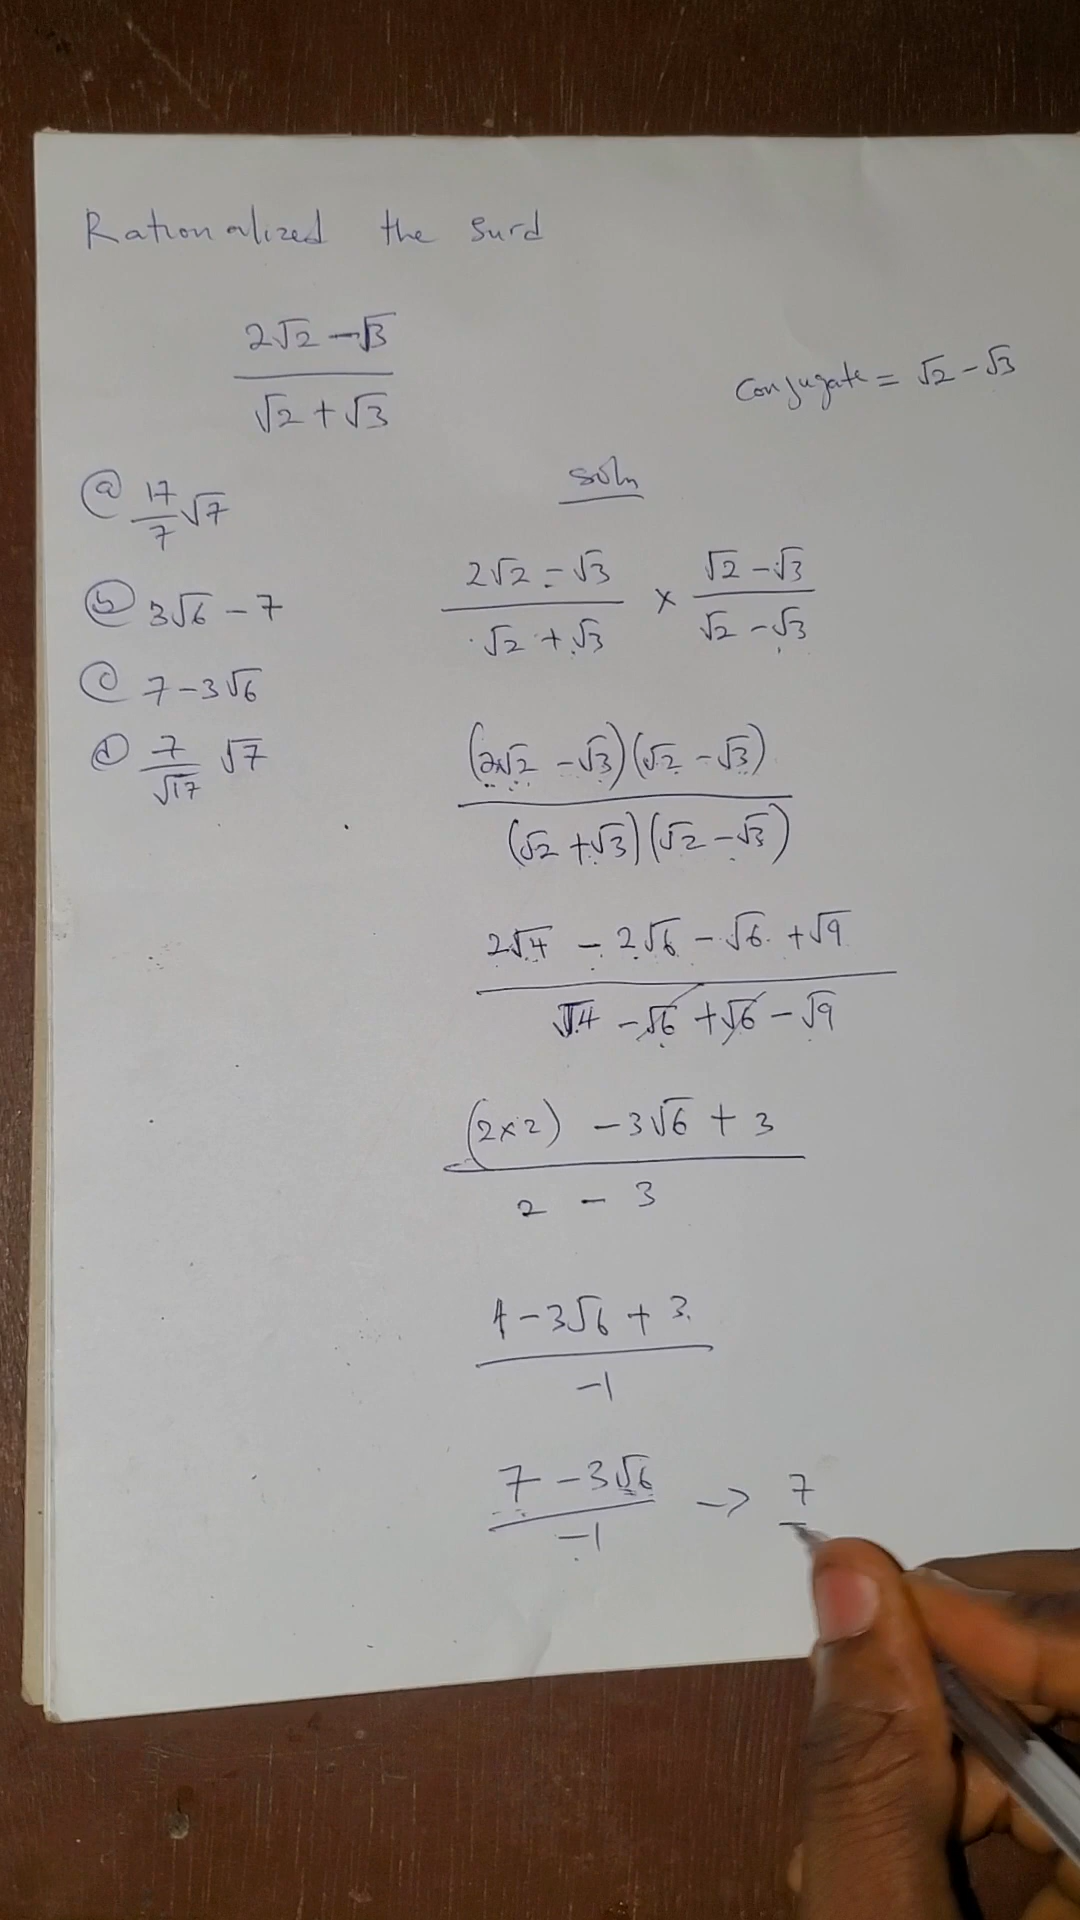 Rationalized the Surd
2√2 − √3
√2 + √3
Conjugate = √2 − √3
ⓐ 17/7 √7
ⓑ 3√6 − 7
ⓒ 7 − 3√6
ⓓ 7/√17 √7
soln
2√2 − √3 × √2 − √3
√2 + √3 √2 − √3
(2√2 − √3)(√2 − √3)
(√2 + √3)(√2 − √3)
2√4 − 2√6 − √6 + √9
√4 − √6 + √6 − √9
(2×2) − 3√6 + 3
2 − 3
4 − 3√6 + 3
−1
7 − 3√6 → 7
−1